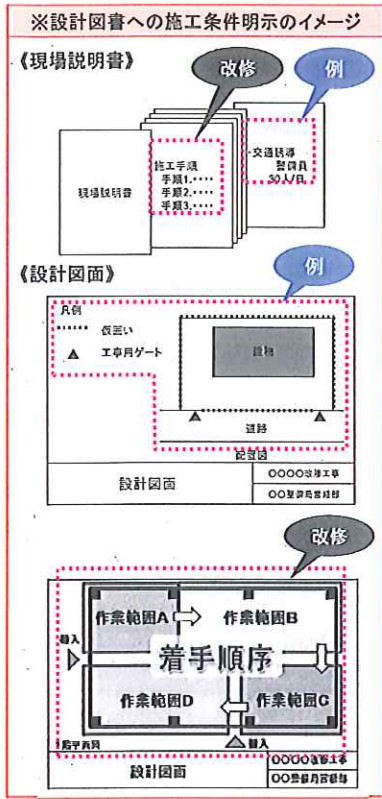 ※設計図書への施工条件明示のイメージ
《現場説明書》
改修
例
現場説明書
施工手順
手順1.････
手順2.････
手順3.････
・交通誘導
警備員
30人/日
《設計図面》
例
凡例
仮囲い
工事用ゲート
建物
道路
配置図
設計図面
〇〇〇〇改修工事
〇〇整備局営繕部
改修
作業範囲A
作業範囲B
搬入
着手順序
作業範囲D
作業範囲C
1階平面図
搬入
設計図面
〇〇〇〇改修工事
〇〇整備局営繕部